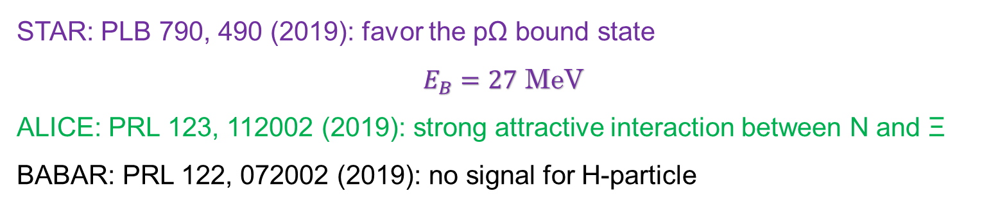 STAR: PLB 790, 490 (2019): favor the pΩ bound state
E_B = 27 MeV
ALICE: PRL 123, 112002 (2019): strong attractive interaction between N and Ξ
BABAR: PRL 122, 072002 (2019): no signal for H-particle